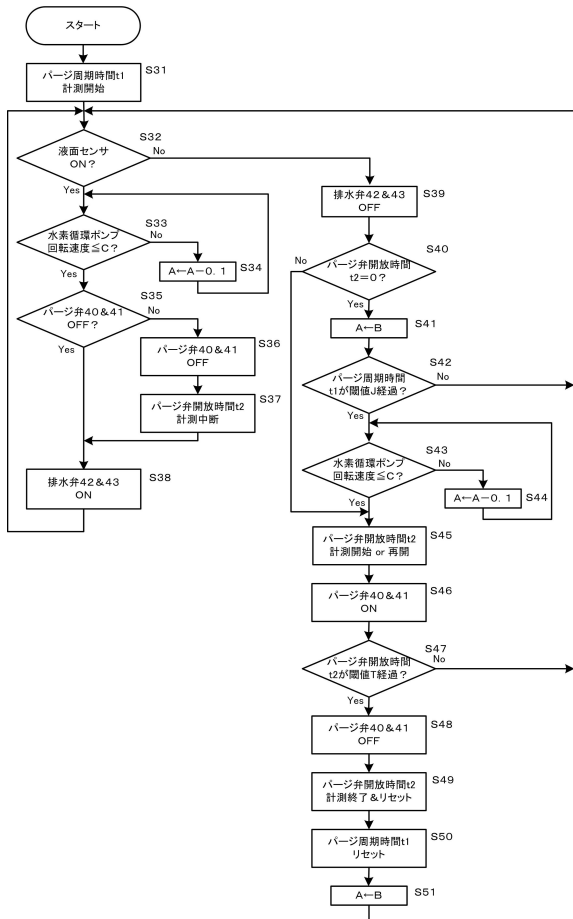 スタート
S31
パージ周期時間t1
計測開始
S32
液面センサ
ON？
No
Yes
S33
水素循環ポンプ
回転速度≦C？
No
Yes
S34
A←A－0．1
S35
パージ弁40＆41
OFF？
No
Yes
S36
パージ弁40＆41
OFF
S37
パージ弁開放時間t2
計測中断
S38
排水弁42＆43
ON
S39
排水弁42＆43
OFF
S40
No
パージ弁開放時間
t2＝0？
Yes
S41
A←B
S42
パージ周期時間
t1が閾値J経過？
No
Yes
S43
水素循環ポンプ
回転速度≦C？
No
Yes
S44
A←A－0．1
S45
パージ弁開放時間t2
計測開始 or 再開
S46
パージ弁40＆41
ON
S47
パージ弁開放時間
t2が閾値T経過？
No
Yes
S48
パージ弁40＆41
OFF
S49
パージ弁開放時間t2
計測終了＆リセット
S50
パージ周期時間t1
リセット
S51
A←B